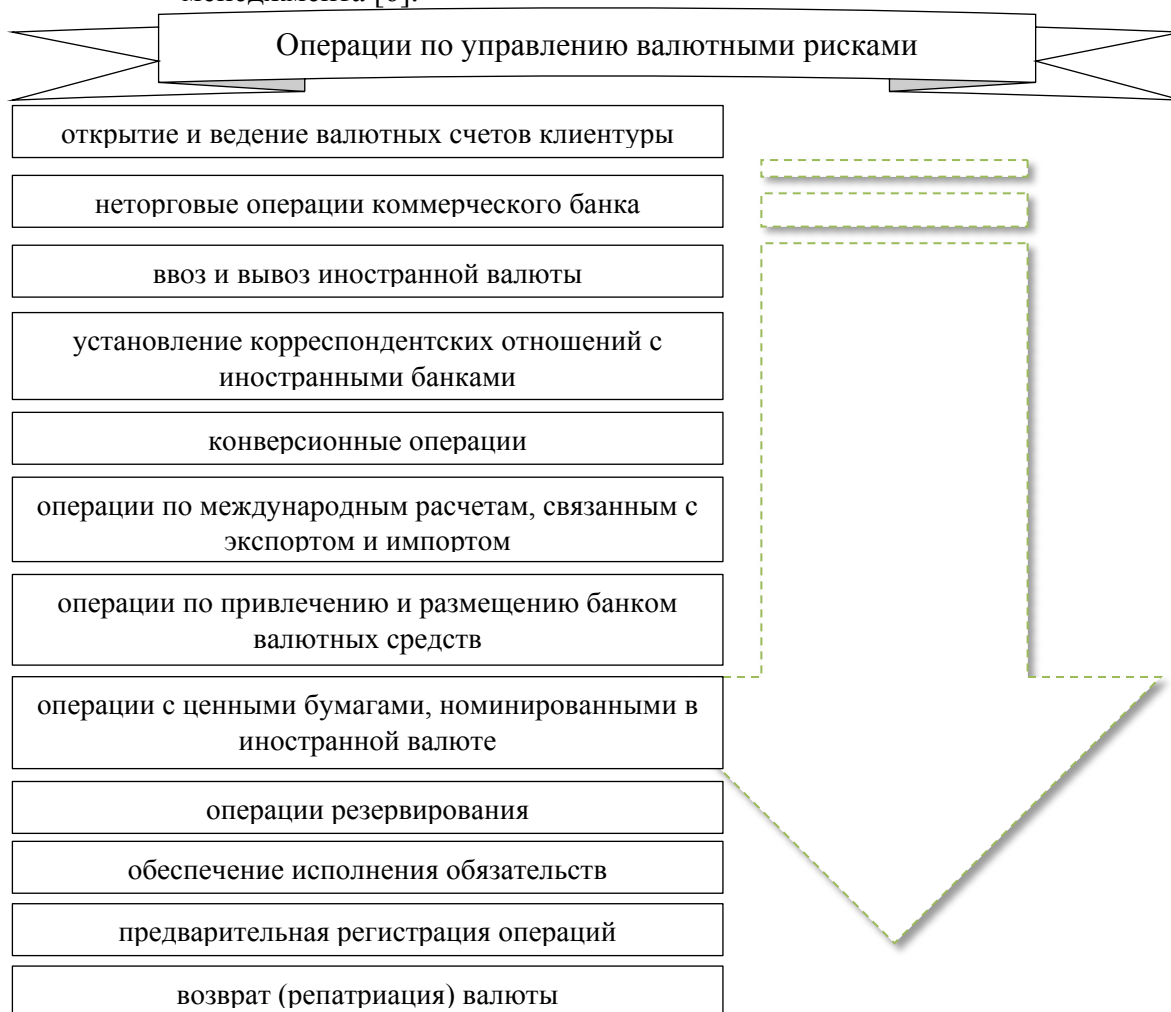 менеджмента [6].
Операции по управлению валютными рисками
открытие и ведение валютных счетов клиентуры
неторговые операции коммерческого банка
ввоз и вывоз иностранной валюты
установление корреспондентских отношений с
иностранными банками
конверсионные операции
операции по международным расчетам, связанным с
экспортом и импортом
операции по привлечению и размещению банком
валютных средств
операции с ценными бумагами, номинированными в
иностранной валюте
операции резервирования
обеспечение исполнения обязательств
предварительная регистрация операций
возврат (репатриация) валюты